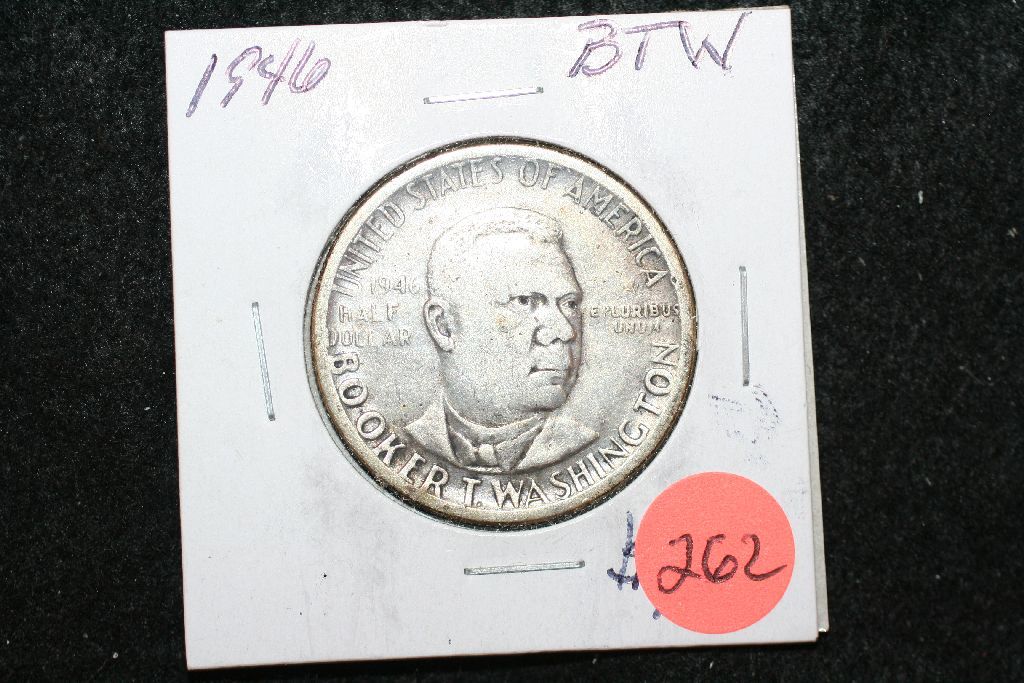 1946 BTW
UNITED STATES OF AMERICA
1946
HALF
DOLLAR
E PLURIBUS
UNUM
BOOKER T. WASHINGTON
262